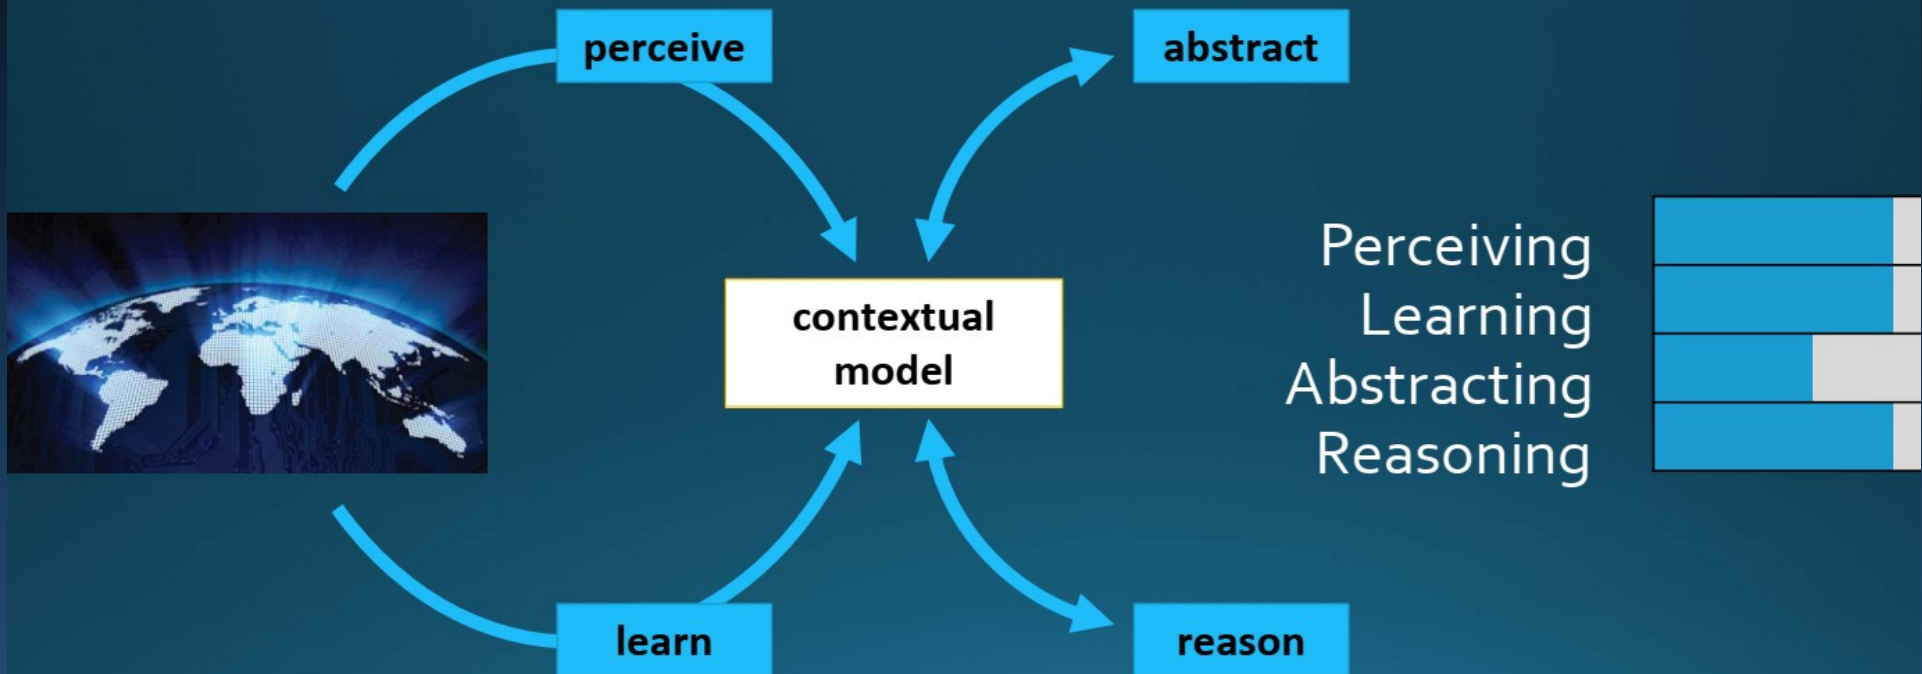 perceive
abstract
contextual
model
learn
reason
Perceiving
Learning
Abstracting
Reasoning